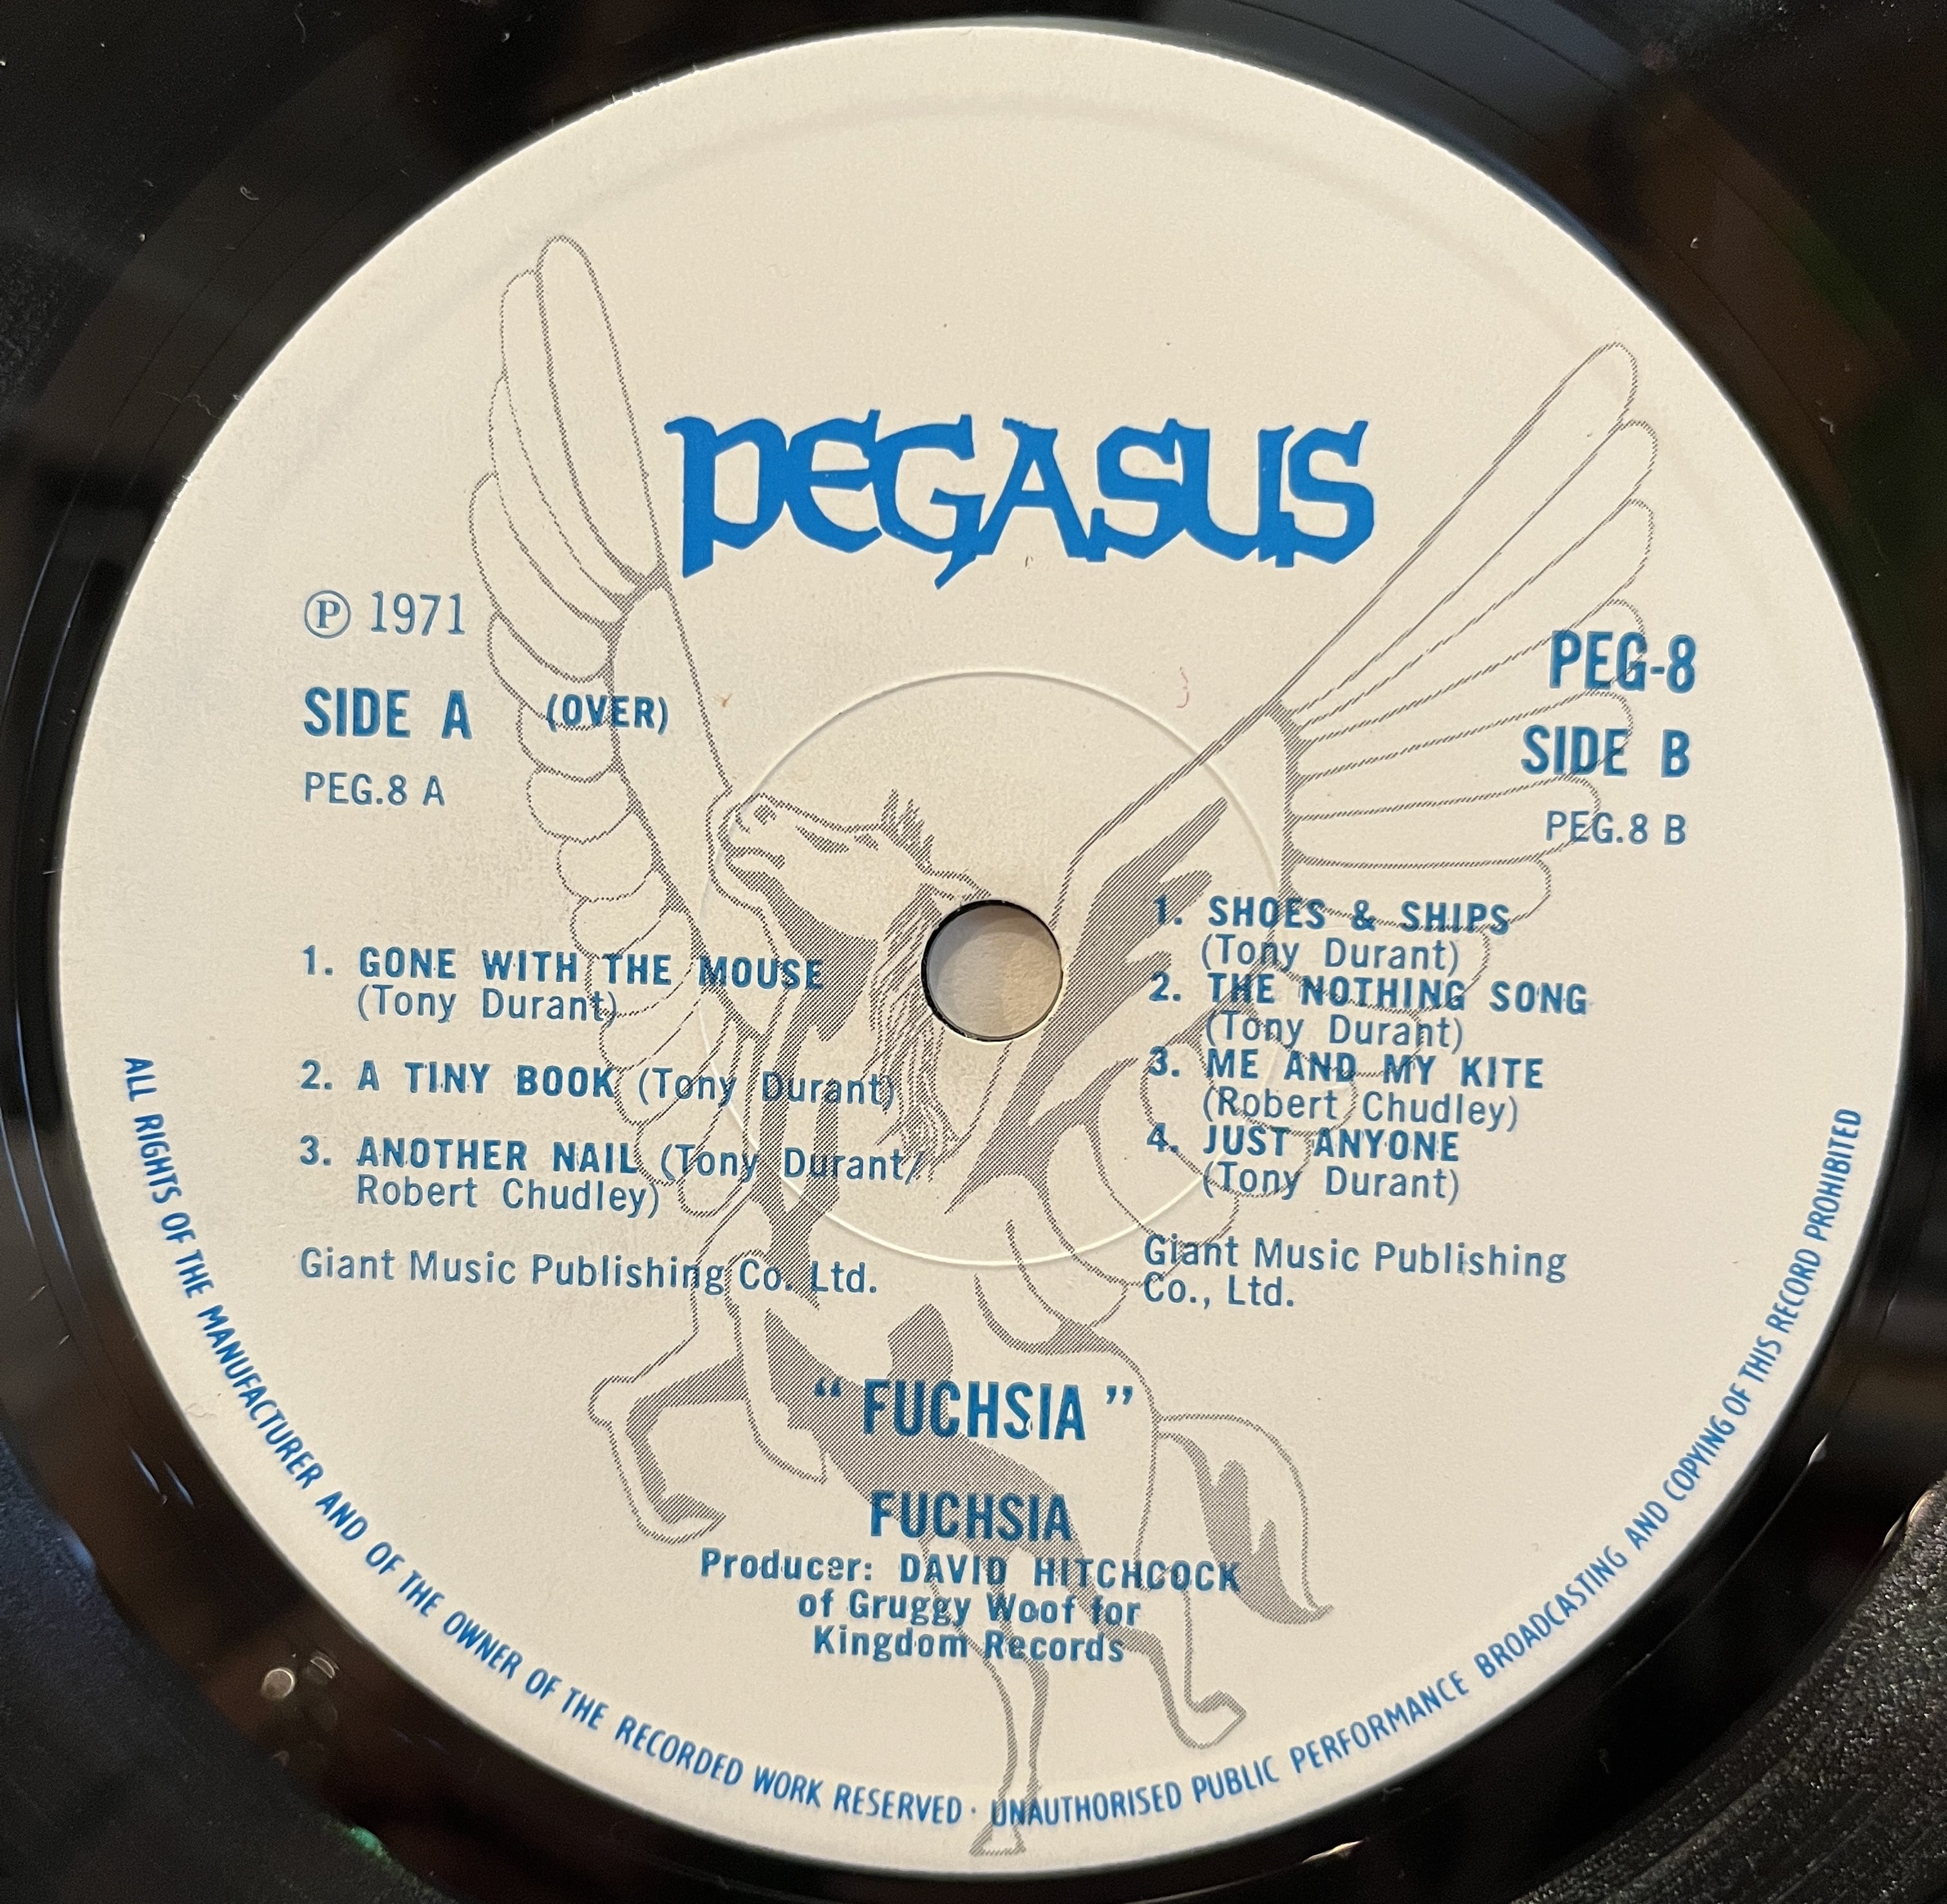 PEGASUS
℗ 1971
SIDE A (OVER)
PEG.8 A
1. GONE WITH THE MOUSE
(Tony Durant)
2. A TINY BOOK (Tony Durant)
3. ANOTHER NAIL (Tony Durant/
Robert Chudley)
Giant Music Publishing Co. Ltd.
PEG-8
SIDE B
PEG.8 B
1. SHOES & SHIPS
(Tony Durant)
2. THE NOTHING SONG
(Tony Durant)
3. ME AND MY KITE
(Robert Chudley)
4. JUST ANYONE
(Tony Durant)
Giant Music Publishing
Co., Ltd.
“ FUCHSIA ”
FUCHSIA
Producer: DAVID HITCHCOCK
of Gruggy Woof for
Kingdom Records
ALL RIGHTS OF THE MANUFACTURER AND OF THE OWNER OF THE RECORDED WORK RESERVED · UNAUTHORISED PUBLIC PERFORMANCE BROADCASTING AND COPYING OF THIS RECORD PROHIBITED